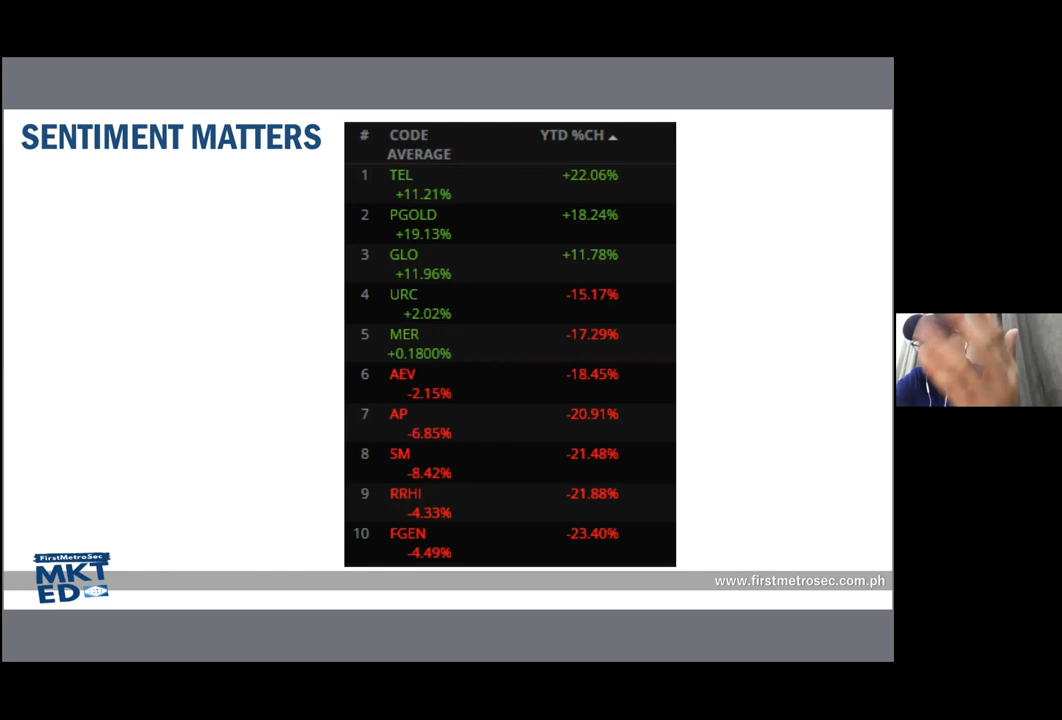 SENTIMENT MATTERS
# CODE YTD %CH
AVERAGE
1 TEL +22.06%
+11.21%
2 PGOLD +18.24%
+19.13%
3 GLO +11.78%
+11.96%
4 URC -15.17%
+2.02%
5 MER -17.29%
+0.1800%
6 AEV -18.45%
-2.15%
7 AP -20.91%
-6.85%
8 SM -21.48%
-8.42%
9 RRHI -21.88%
-4.33%
10 FGEN -23.40%
-4.49%
FirstMetroSec
MKT
ED
www.firstmetrosec.com.ph